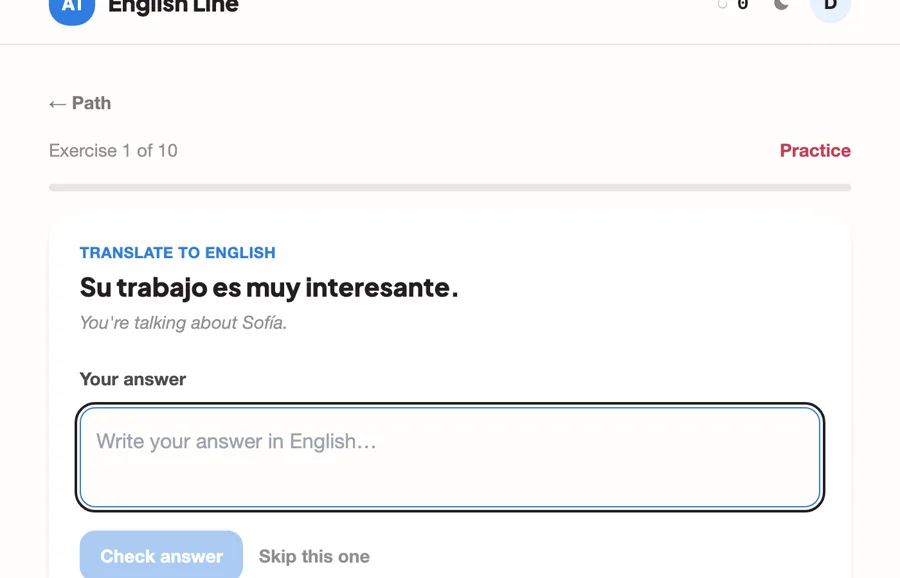 AI English Line 0 D
← Path
Exercise 1 of 10 Practice
TRANSLATE TO ENGLISH
Su trabajo es muy interesante.
You're talking about Sofía.
Your answer
Write your answer in English…
Check answer Skip this one